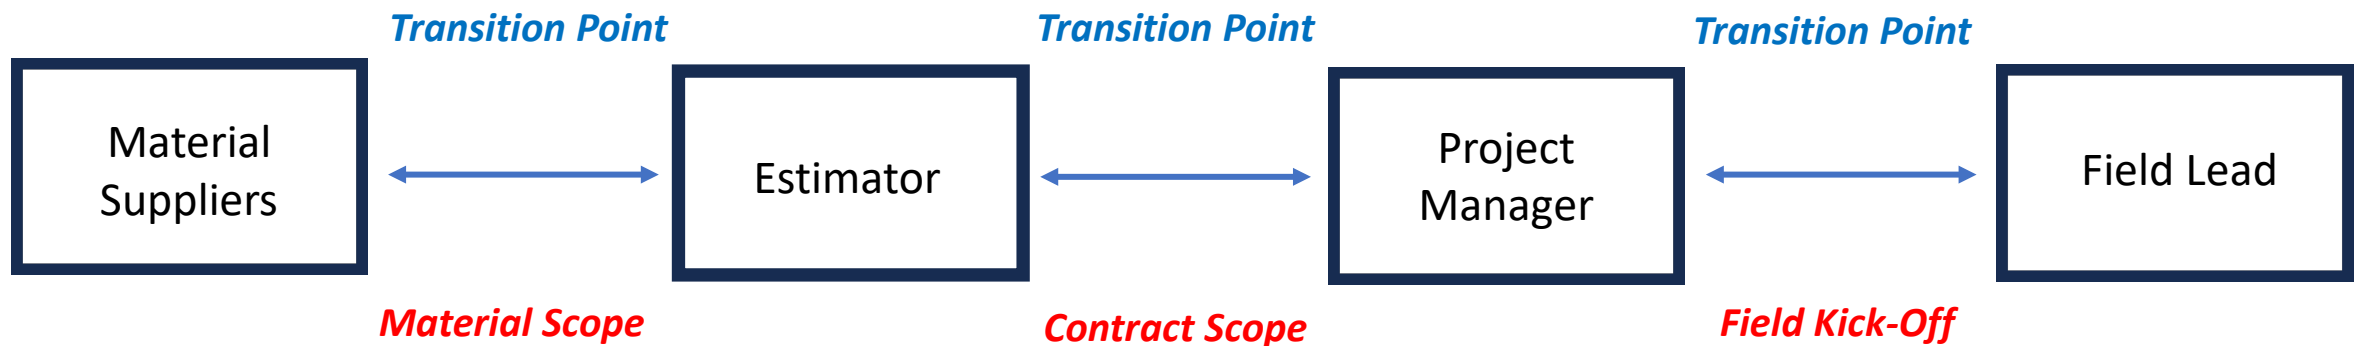 Transition Point
Transition Point
Transition Point
Material
Suppliers
Estimator
Project
Manager
Field Lead
Material Scope
Contract Scope
Field Kick-Off